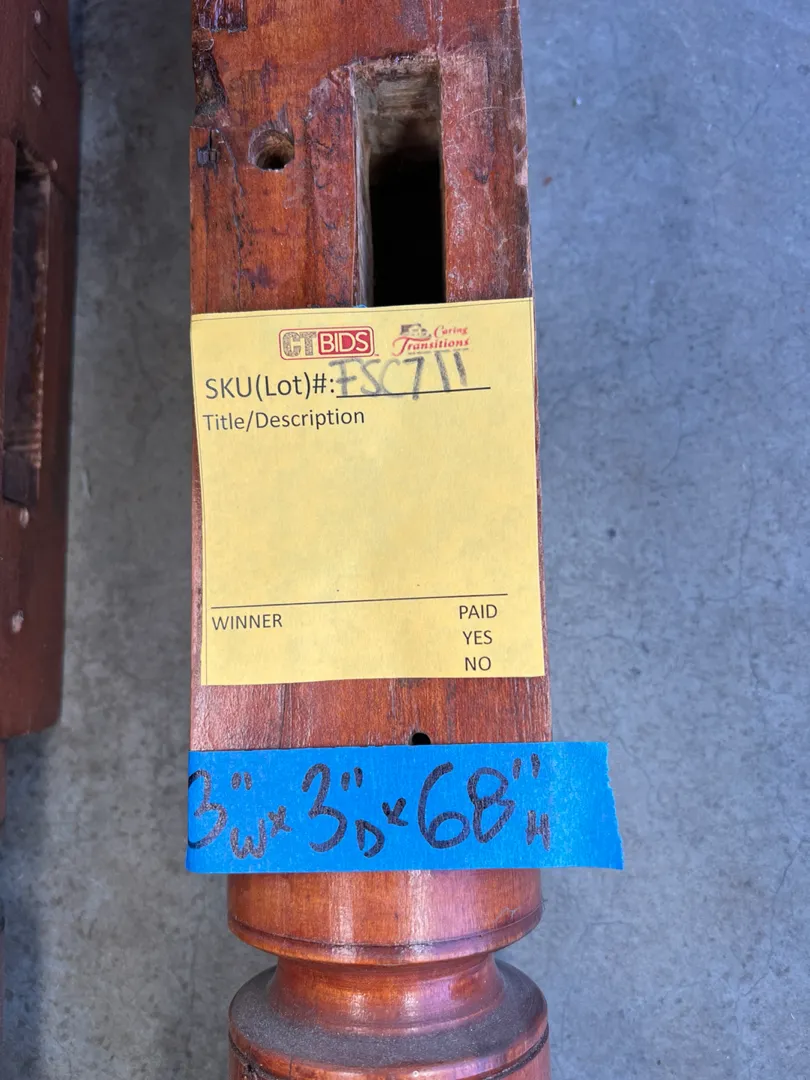 CTBIDS Caring Transitions
SKU(Lot)#: FSC711
Title/Description
WINNER PAID
YES
NO
3"W x 3"D x 68"H